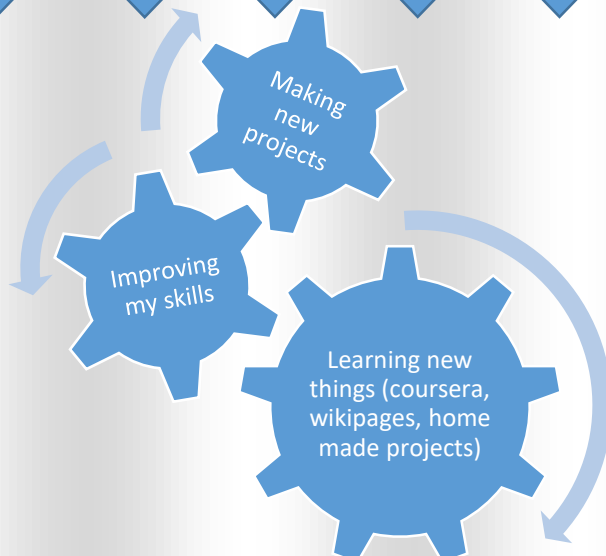 Making
new
projects
Improving
my skills
Learning new
things (coursera,
wikipages, home
made projects)